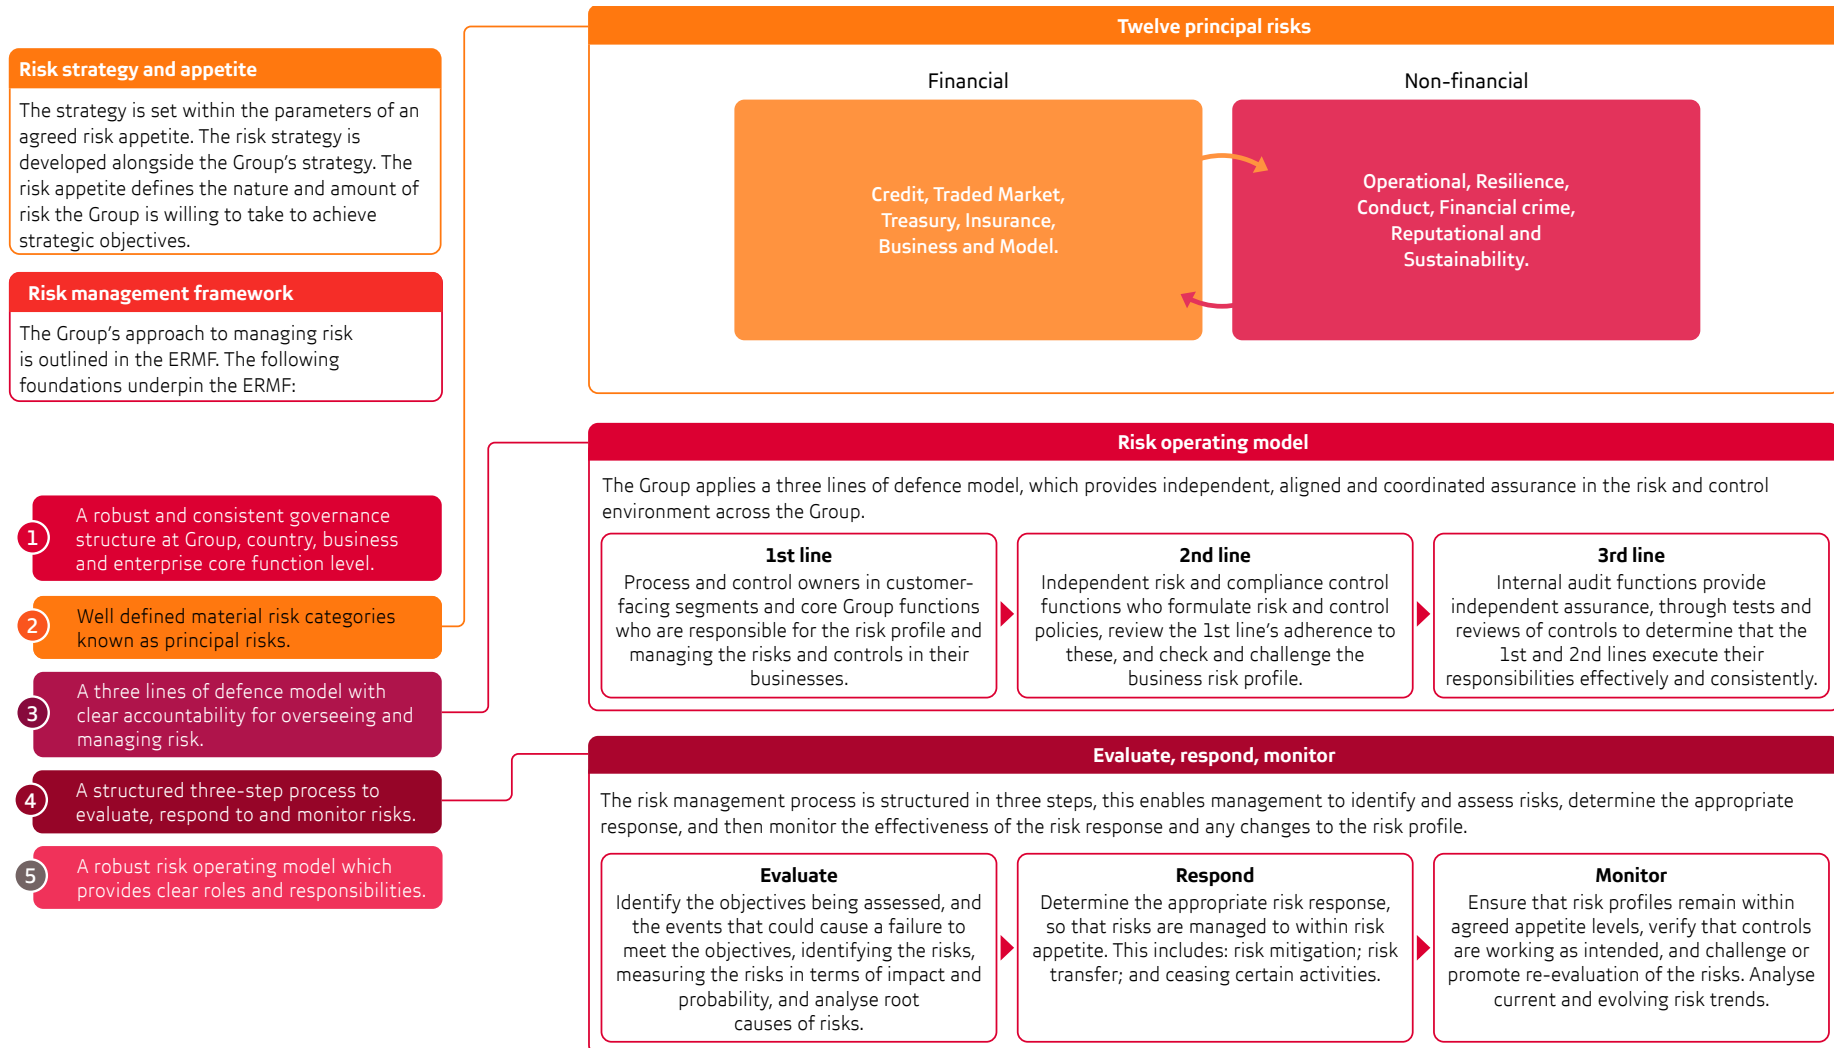 Risk strategy and appetite
The strategy is set within the parameters of an
agreed risk appetite. The risk strategy is
developed alongside the Group's strategy. The
risk appetite defines the nature and amount of
risk the Group is willing to take to achieve
strategic objectives.
Risk management framework
The Group's approach to managing risk
is outlined in the ERMF. The following
foundations underpin the ERMF:
1
A robust and consistent governance
structure at Group, country, business
and enterprise core function level.
2
Well defined material risk categories
known as principal risks.
3
A three lines of defence model with
clear accountability for overseeing and
managing risk.
4
A structured three-step process to
evaluate, respond to and monitor risks.
5
A robust risk operating model which
provides clear roles and responsibilities.
Twelve principal risks
Financial
Credit, Traded Market,
Treasury, Insurance,
Business and Model.
Non-financial
Operational, Resilience,
Conduct, Financial crime,
Reputational and
Sustainability.
Risk operating model
The Group applies a three lines of defence model, which provides independent, aligned and coordinated assurance in the risk and control
environment across the Group.
1st line
Process and control owners in customer-
facing segments and core Group functions
who are responsible for the risk profile and
managing the risks and controls in their
businesses.
2nd line
Independent risk and compliance control
functions who formulate risk and control
policies, review the 1st line's adherence to
these, and check and challenge the
business risk profile.
3rd line
Internal audit functions provide
independent assurance, through tests and
reviews of controls to determine that the
1st and 2nd lines execute their
responsibilities effectively and consistently.
Evaluate, respond, monitor
The risk management process is structured in three steps, this enables management to identify and assess risks, determine the appropriate
response, and then monitor the effectiveness of the risk response and any changes to the risk profile.
Evaluate
Identify the objectives being assessed, and
the events that could cause a failure to
meet the objectives, identifying the risks,
measuring the risks in terms of impact and
probability, and analyse root
causes of risks.
Respond
Determine the appropriate risk response,
so that risks are managed to within risk
appetite. This includes: risk mitigation; risk
transfer; and ceasing certain activities.
Monitor
Ensure that risk profiles remain within
agreed appetite levels, verify that controls
are working as intended, and challenge or
promote re-evaluation of the risks. Analyse
current and evolving risk trends.